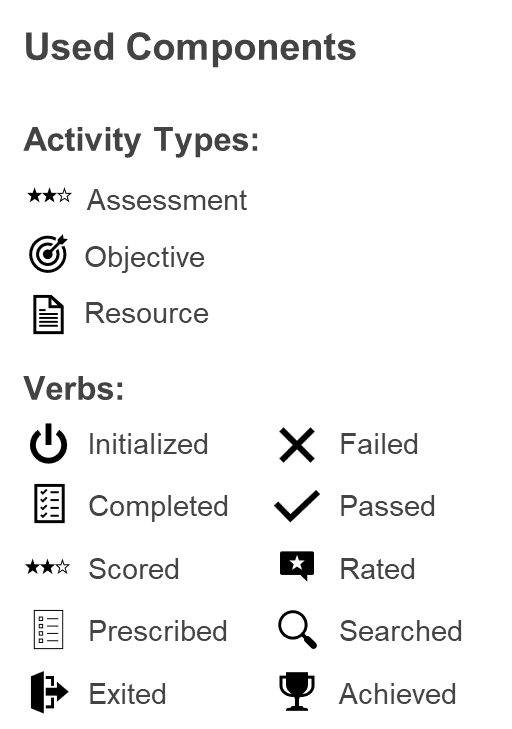 Used Components
Activity Types:
Assessment
Objective
Resource
Verbs:
Initialized
Failed
Completed
Passed
Scored
Rated
Prescribed
Searched
Exited
Achieved